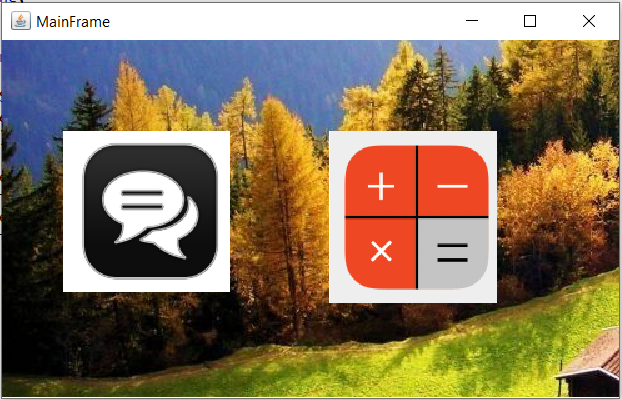 MainFrame
+ −
× =